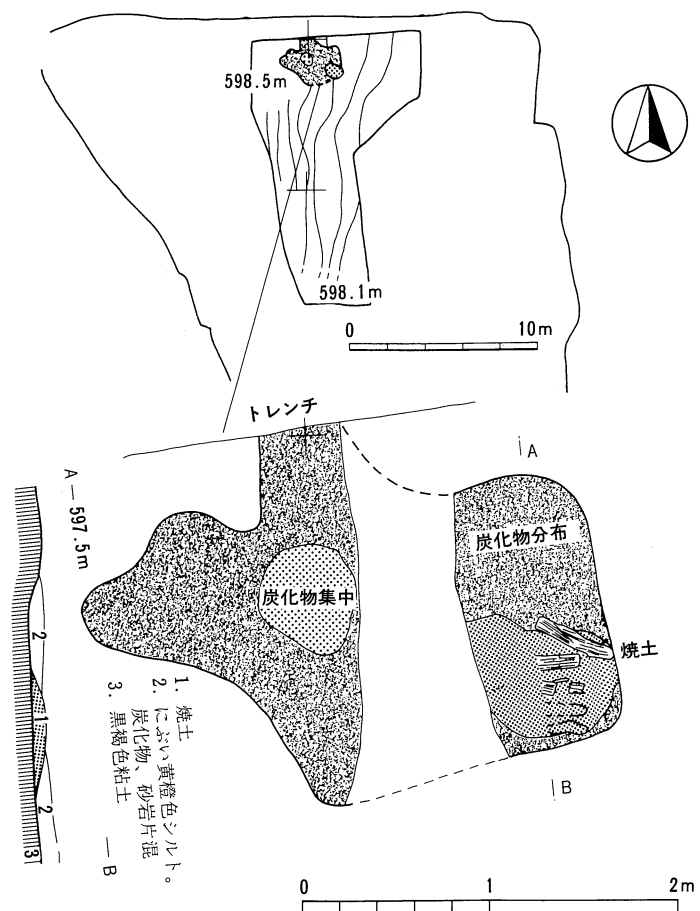 598.5m
598.1m
0 10m
トレンチ
A
A — 597.5m
炭化物分布
炭化物集中
焼土
2
1
2
3
1. 焼土
2. にぶい黄橙色シルト。
炭化物、砂岩片混
3. 黒褐色粘土
— B
B
0 1 2m